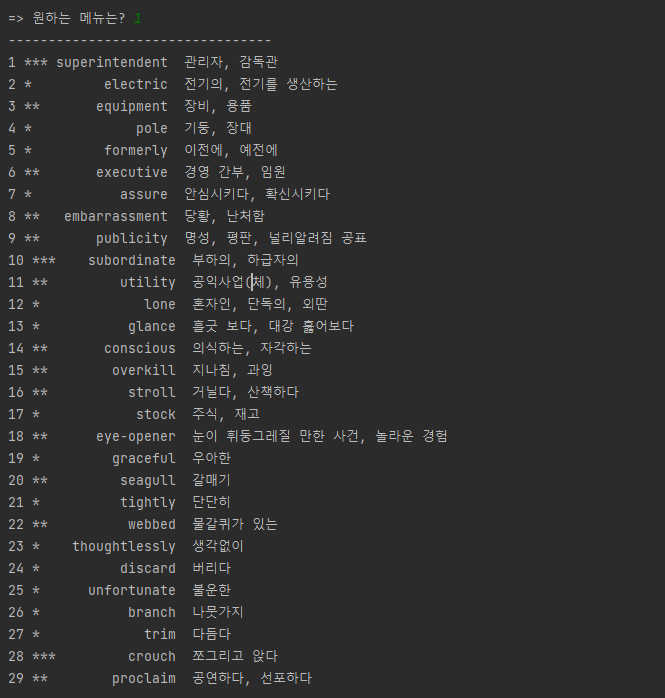 => 원하는 메뉴는? 1
---------------------------------
1 *** superintendent 관리자, 감독관
2 * electric 전기의, 전기를 생산하는
3 ** equipment 장비, 용품
4 * pole 기둥, 장대
5 * formerly 이전에, 예전에
6 ** executive 경영 간부, 임원
7 * assure 안심시키다, 확신시키다
8 ** embarrassment 당황, 난처함
9 ** publicity 명성, 평판, 널리알려짐 공표
10 *** subordinate 부하의, 하급자의
11 ** utility 공익사업(체), 유용성
12 * lone 혼자인, 단독의, 외딴
13 * glance 흘긋 보다, 대강 훑어보다
14 ** conscious 의식하는, 자각하는
15 ** overkill 지나침, 과잉
16 ** stroll 거닐다, 산책하다
17 * stock 주식, 재고
18 ** eye-opener 눈이 휘둥그레질 만한 사건, 놀라운 경험
19 * graceful 우아한
20 ** seagull 갈매기
21 * tightly 단단히
22 ** webbed 물갈퀴가 있는
23 * thoughtlessly 생각없이
24 * discard 버리다
25 * unfortunate 불운한
26 * branch 나뭇가지
27 * trim 다듬다
28 *** crouch 쪼그리고 앉다
29 ** proclaim 공연하다, 선포하다